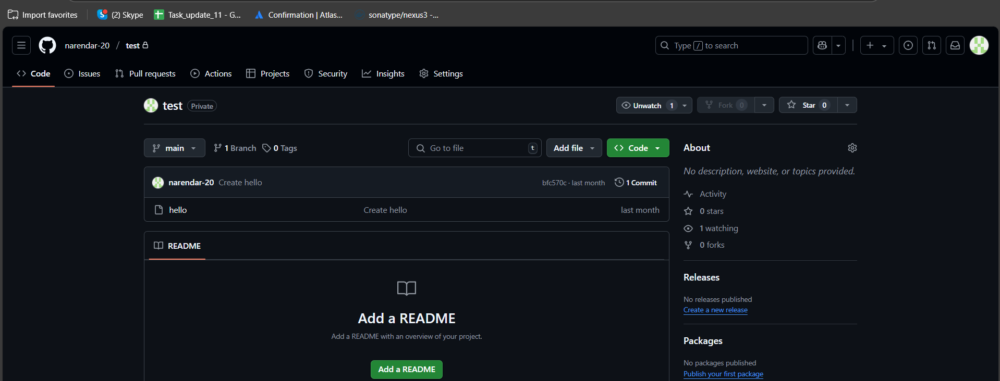 Import favorites (2) Skype Task_update_11 - G... Confirmation | Atlas... sonatype/nexus3 -...
narendar-20 / test Type / to search
Code Issues Pull requests Actions Projects Security Insights Settings
test Private Unwatch 1 Fork 0 Star 0
main 1 Branch 0 Tags Go to file t Add file Code
narendar-20 Create hello bfc570c · last month 1 Commit
hello Create hello last month
README
Add a README
Add a README with an overview of your project.
Add a README
About
No description, website, or topics provided.
Activity
0 stars
1 watching
0 forks
Releases
No releases published
Create a new release
Packages
No packages published
Publish your first package